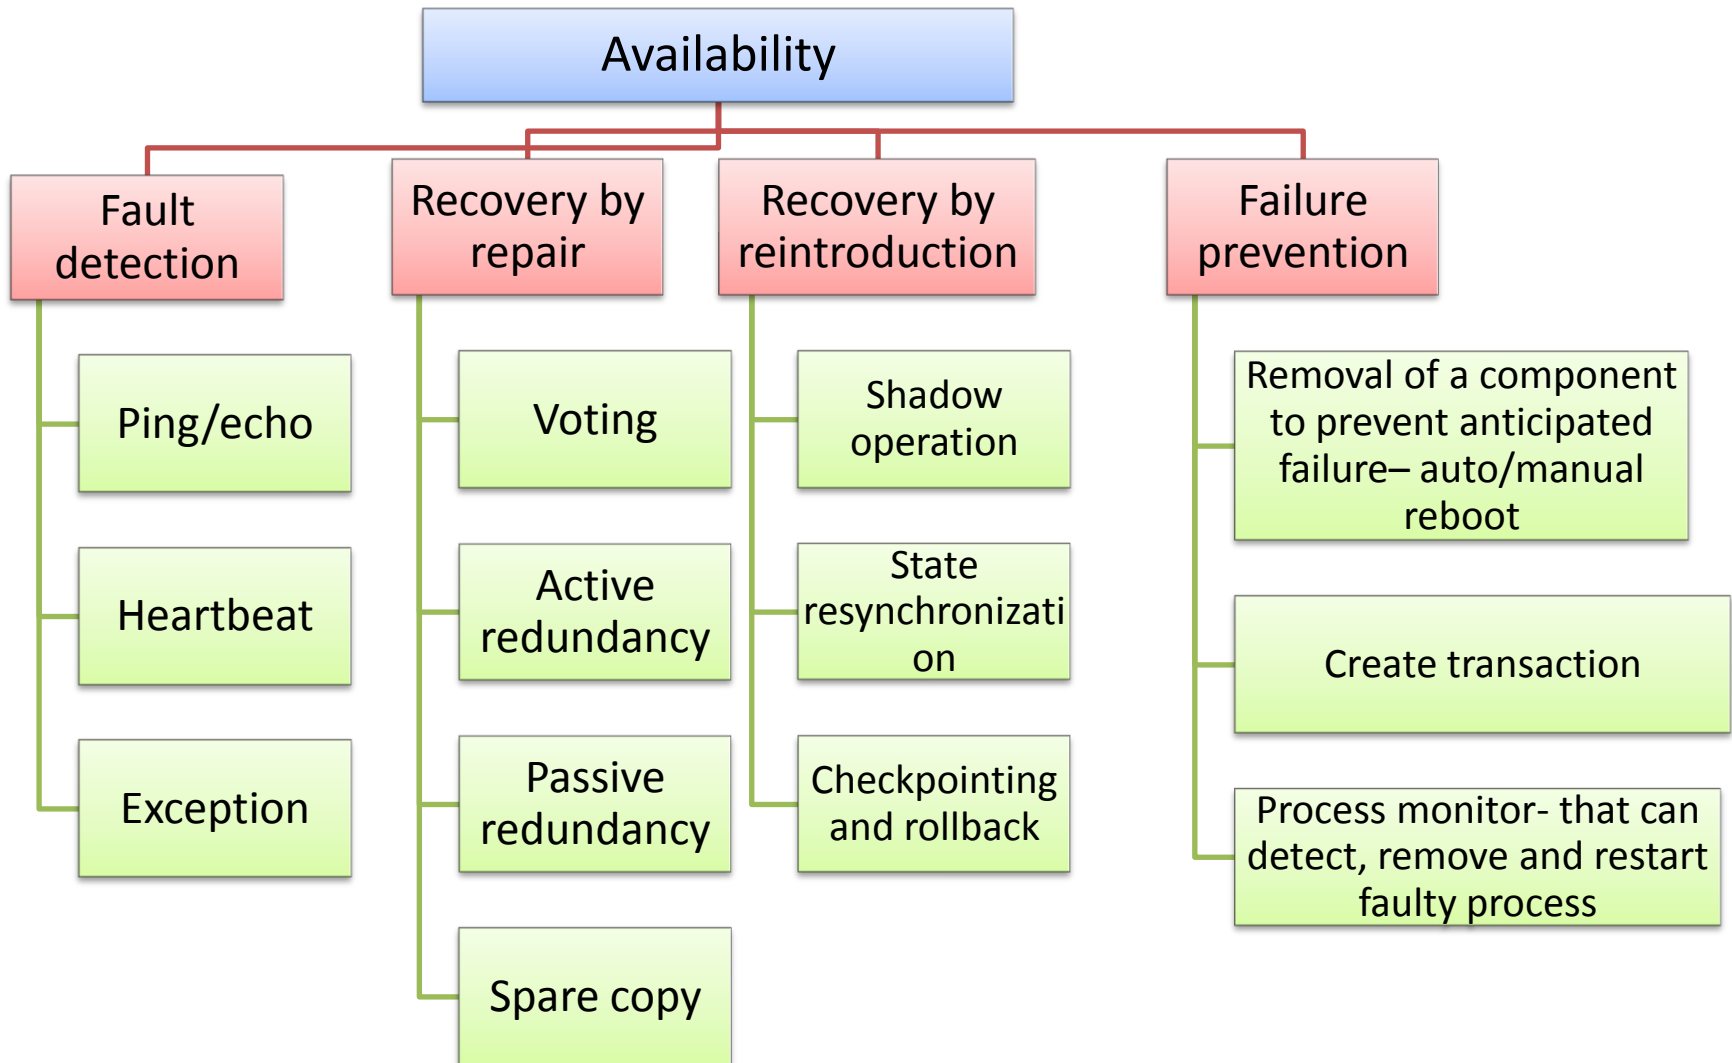 Availability
Fault
detection
Ping/echo
Heartbeat
Exception
Recovery by
repair
Voting
Active
redundancy
Passive
redundancy
Spare copy
Recovery by
reintroduction
Shadow
operation
State
resynchronizati
on
Checkpointing
and rollback
Failure
prevention
Removal of a component
to prevent anticipated
failure– auto/manual
reboot
Create transaction
Process monitor- that can
detect, remove and restart
faulty process